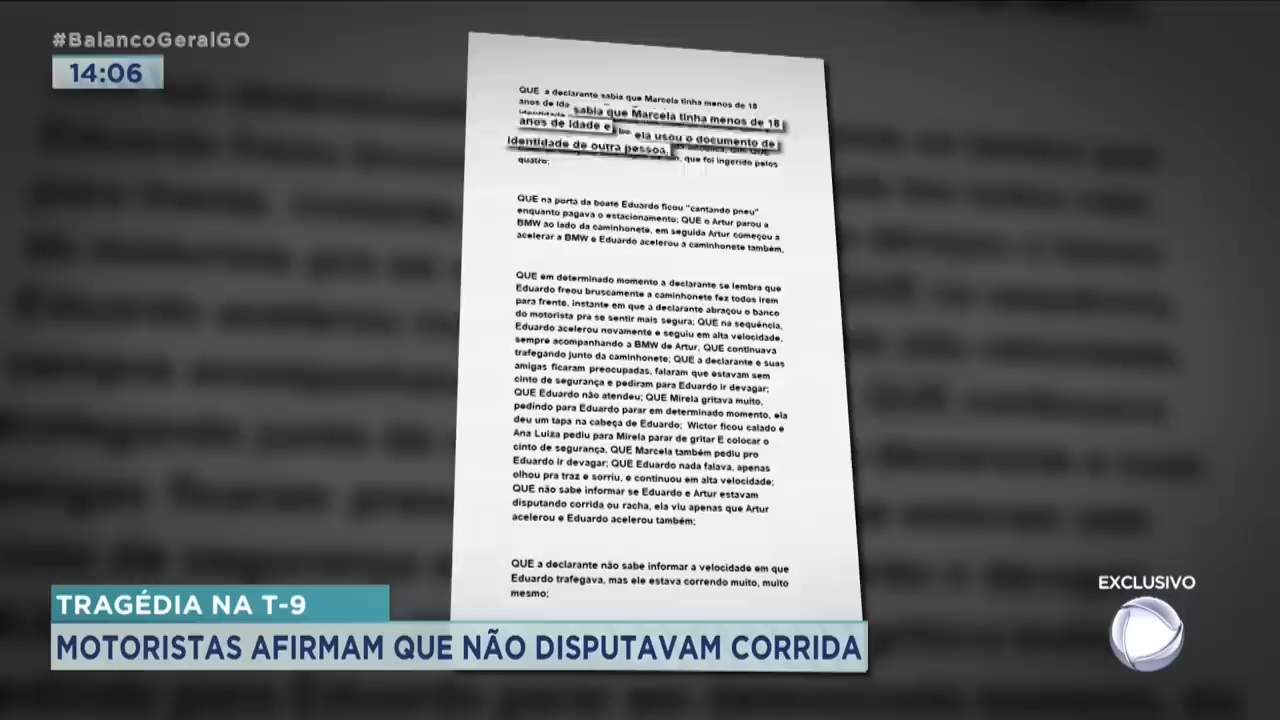 #BalancoGeralGO
14:06
QUE a declarante sabia que Marcela tinha menos de 18
anos de ida
sabia que Marcela tinha menos de 18
anos de idade e
ela usou o documento de
identidade de outra pessoa,
que foi ingerido pelos
quatro;
QUE na porta da boate Eduardo ficou "cantando pneu"
enquanto pagava o estacionamento; QUE o Artur parou a
BMW ao lado da caminhonete, em seguida Artur começou a
acelerar a BMW e Eduardo acelerou a caminhonete também,
QUE em determinado momento a declarante se lembra que
Eduardo freou bruscamente a caminhonete fez todos irem
para frente, instante em que a declarante abraçou o banco
do motorista pra se sentir mais segura; QUE na sequência,
Eduardo acelerou novamente e seguiu em alta velocidade,
sempre acompanhando a BMW de Artur, QUE continuava
trafegando junto da caminhonete; QUE a declarante e suas
amigas ficaram preocupadas, falaram que estavam sem
cinto de segurança e pediram para Eduardo ir devagar;
QUE Eduardo não atendeu; QUE Mirela gritava muito,
pedindo para Eduardo parar em determinado momento, ela
deu um tapa na cabeça de Eduardo; Wictor ficou calado e
Ana Luiza pediu para Mirela parar de gritar E colocar o
cinto de segurança, QUE Marcela também pediu pro
Eduardo ir devagar; QUE Eduardo nada falava, apenas
olhou pra traz e sorriu, e continuou em alta velocidade;
QUE não sabe informar se Eduardo e Artur estavam
disputando corrida ou racha, ela viu apenas que Artur
acelerou e Eduardo acelerou também;
QUE a declarante não sabe informar a velocidade em que
Eduardo trafegava, mas ele estava correndo muito, muito
mesmo;
EXCLUSIVO
TRAGÉDIA NA T-9
MOTORISTAS AFIRMAM QUE NÃO DISPUTAVAM CORRIDA